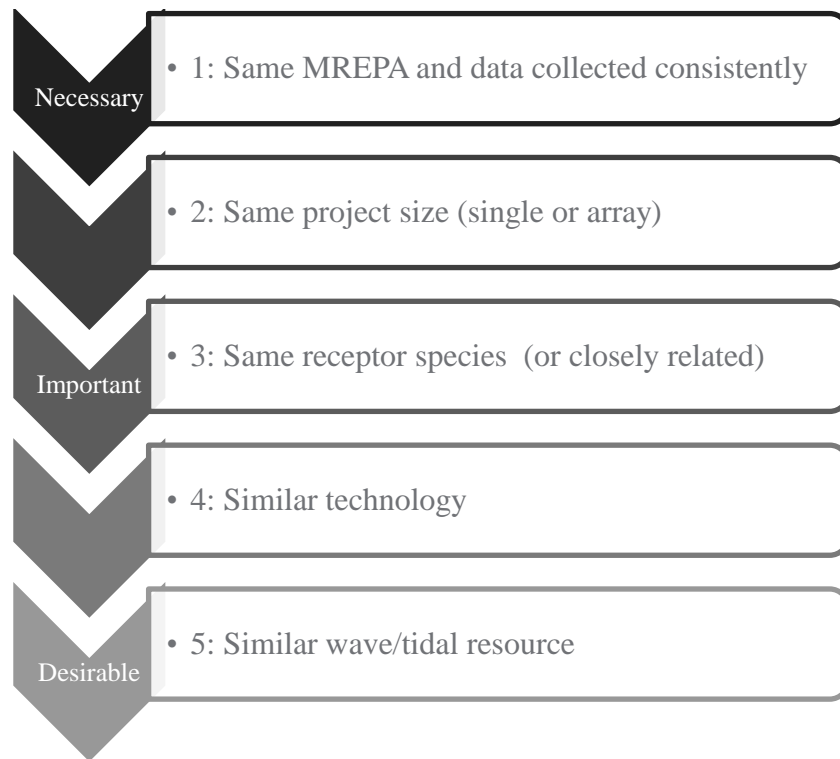 Necessary
• 1: Same MREPA and data collected consistently
• 2: Same project size (single or array)
Important
• 3: Same receptor species (or closely related)
• 4: Similar technology
Desirable
• 5: Similar wave/tidal resource